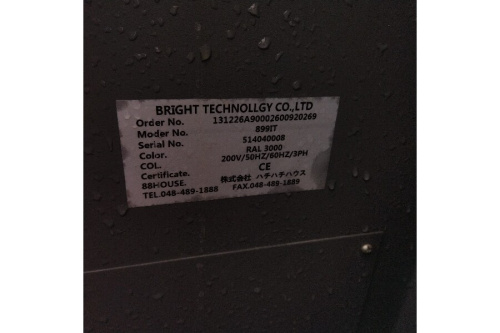 BRIGHT TECHNOLLGY CO.,LTD
Order No. 131226A90002600920269
Moder No. 899IT
Serial No. 514040008
Color. RAL 3000
COL. 200V/50HZ/60HZ/3PH
Certificate. CE
88HOUSE. 株式会社 ハチハチハウス
TEL.048-489-1888 FAX.048-489-1889